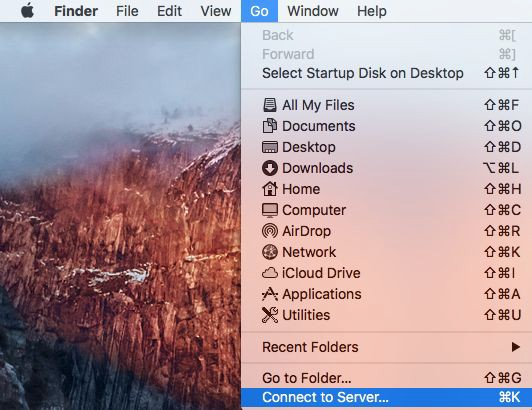 Finder File Edit View Go Window Help
Back ⌘[
Forward ⌘]
Select Startup Disk on Desktop ⇧⌘↑
All My Files ⇧⌘F
Documents ⇧⌘O
Desktop ⇧⌘D
Downloads ⌥⌘L
Home ⇧⌘H
Computer ⇧⌘C
AirDrop ⇧⌘R
Network ⇧⌘K
iCloud Drive ⇧⌘I
Applications ⇧⌘A
Utilities ⇧⌘U
Recent Folders ▶
Go to Folder... ⇧⌘G
Connect to Server... ⌘K